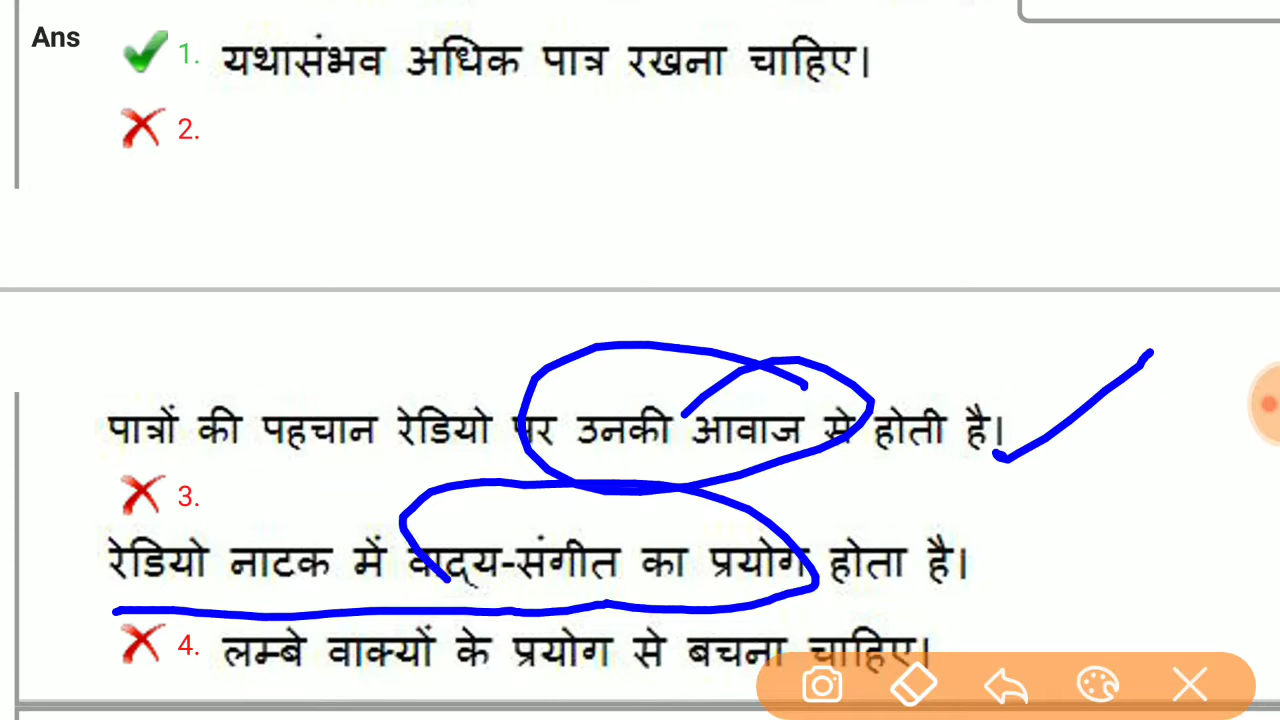 Ans 1. यथासंभव अधिक पात्र रखना चाहिए।
2.
पात्रों की पहचान रेडियो पर उनकी आवाज से होती है।
3.
रेडियो नाटक में वाद्य-संगीत का प्रयोग होता है।
4. लम्बे वाक्यों के प्रयोग से बचना चाहिए।